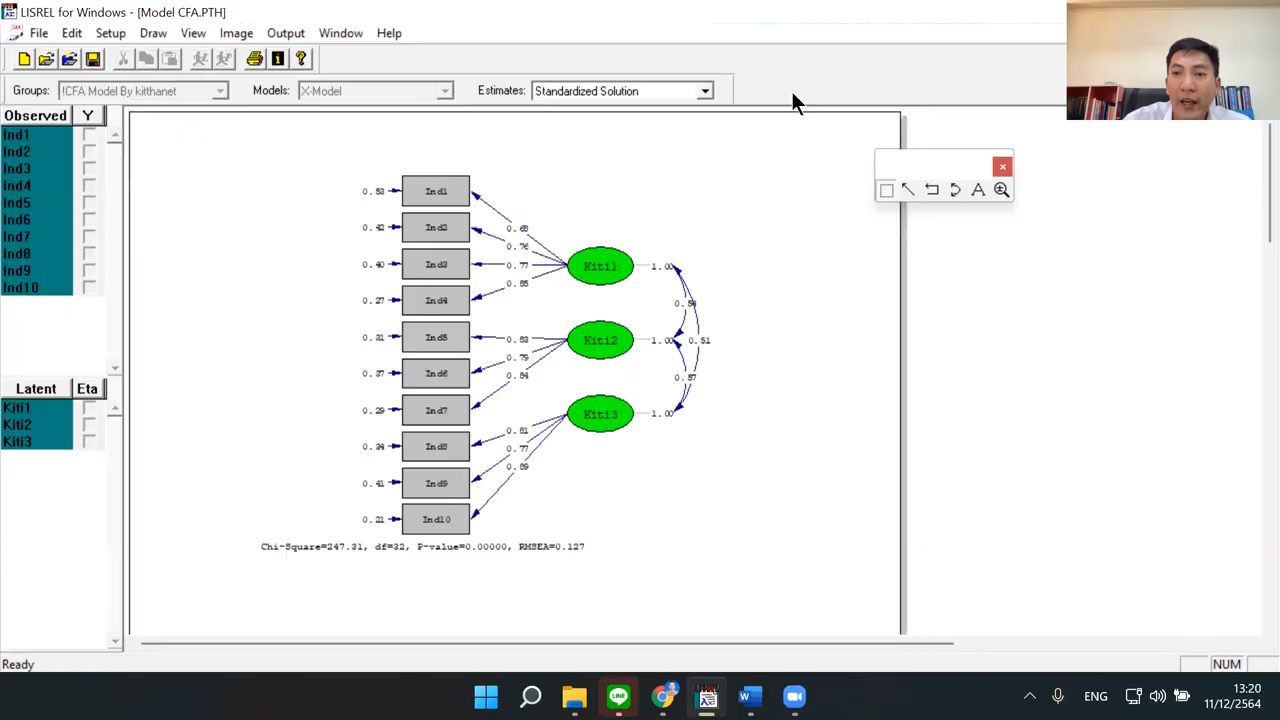 LISREL for Windows - [Model CFA.PTH]
File Edit Setup Draw View Image Output Window Help
Groups: !CFA Model By kitthanet Models: X-Model Estimates: Standardized Solution
Observed Y
Ind1
Ind2
Ind3
Ind4
Ind5
Ind6
Ind7
Ind8
Ind9
Ind10
Latent Eta
Kiti1
Kiti2
Kiti3
0.53 Ind1
0.42 Ind2
0.40 Ind3
0.27 Ind4
0.31 Ind5
0.37 Ind6
0.29 Ind7
0.34 Ind8
0.41 Ind9
0.21 Ind10
0.76
0.77
0.85
0.83
0.79
0.84
0.81
0.77
0.89
Kiti1 1.00
Kiti2 1.00
Kiti3 1.00
0.51
Chi-Square=247.31, df=32, P-value=0.00000, RMSEA=0.127
Ready
NUM
ENG
13:20
11/12/2564